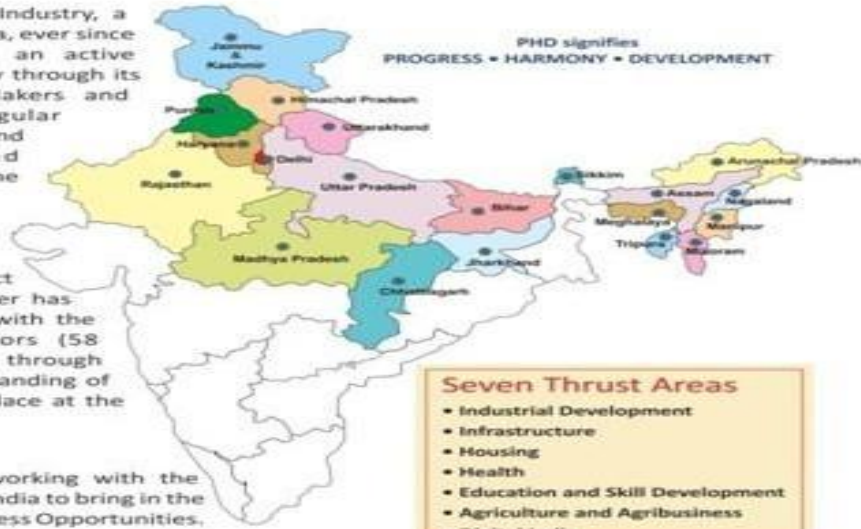 Industry, a
a, ever since
an active
y through its
akers and
gular
nd
d
ne
ct
er has
with the
ors (58
through
anding of
lace at the
working with the
ndia to bring in the
ess Opportunities.
PHD signifies
PROGRESS • HARMONY • DEVELOPMENT
Jammu
&
Kashmir
Himachal Pradesh
Punjab
Uttarakhand
Haryana
Delhi
Rajasthan
Uttar Pradesh
Bihar
Sikkim
Arunachal Pradesh
Assam
Nagaland
Meghalaya
Manipur
Tripura
Mizoram
Madhya Pradesh
Jharkhand
Chhattisgarh
Seven Thrust Areas
• Industrial Development
• Infrastructure
• Housing
• Health
• Education and Skill Development
• Agriculture and Agribusiness